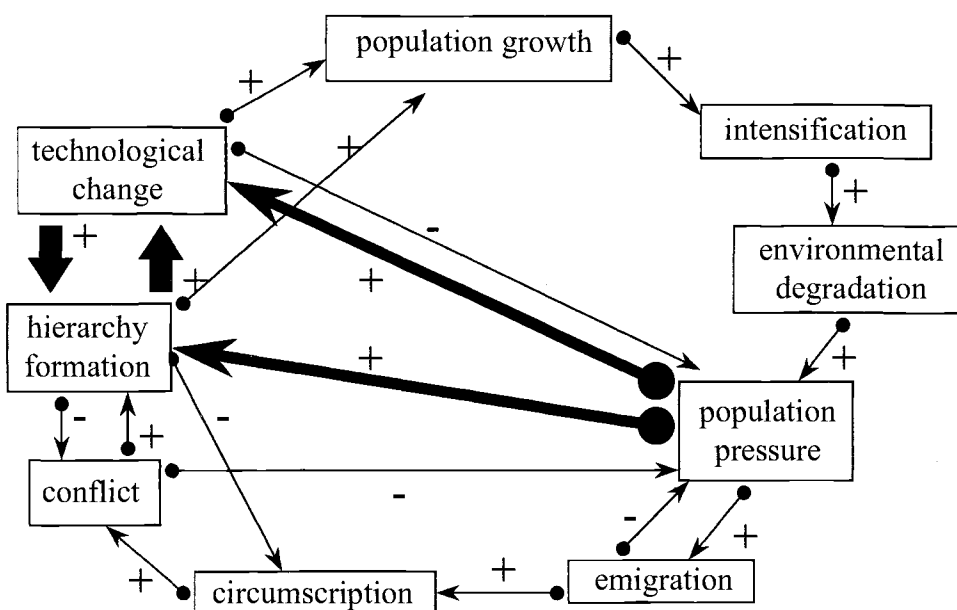 population growth
+
+
intensification
technological
change
+
+
-
environmental
degradation
+
+
+
+
hierarchy
formation
+
+
-
-
+
population
pressure
conflict
-
-
+
+
+
circumscription
emigration